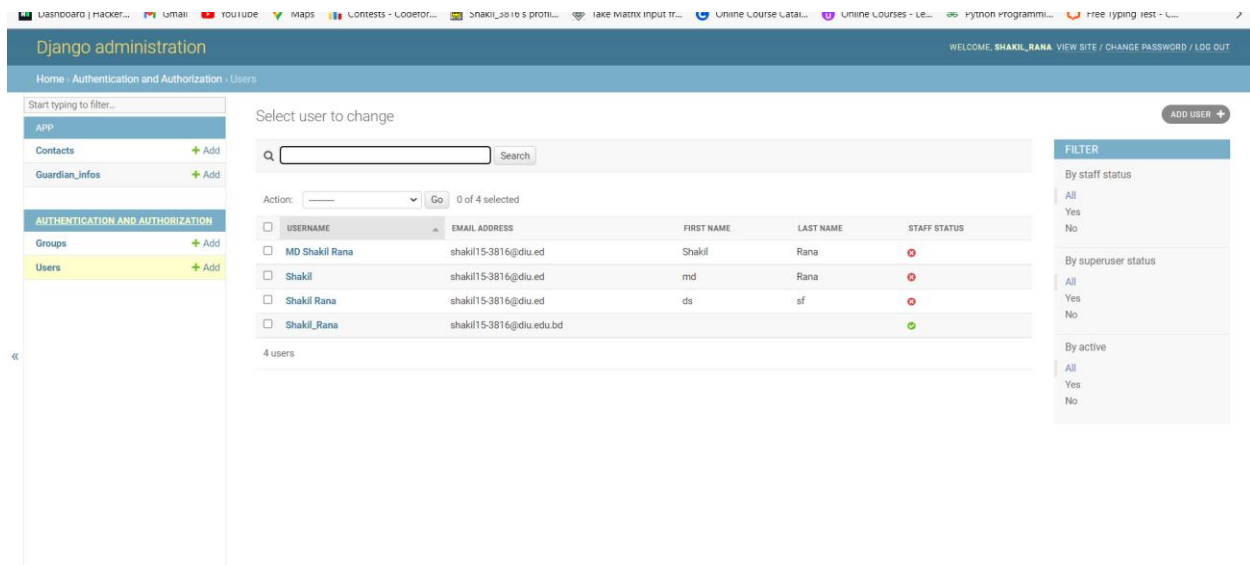 Dashboard | Hacker... Gmail YouTube Maps Contests - Codefor... Shakil_3816's profil... Take Matrix Input fr... Online Course Catal... Online Courses - Le... Python Programmi... Free Typing Test - C...
Django administration
WELCOME, SHAKIL_RANA. VIEW SITE / CHANGE PASSWORD / LOG OUT
Home › Authentication and Authorization › Users
Start typing to filter...
APP
Contacts + Add
Guardian_infos + Add
AUTHENTICATION AND AUTHORIZATION
Groups + Add
Users + Add
«
Select user to change
ADD USER +
Search
Action: --------- Go 0 of 4 selected
USERNAME EMAIL ADDRESS FIRST NAME LAST NAME STAFF STATUS
MD Shakil Rana shakil15-3816@diu.ed Shakil Rana
Shakil shakil15-3816@diu.ed md Rana
Shakil Rana shakil15-3816@diu.ed ds sf
Shakil_Rana shakil15-3816@diu.edu.bd
4 users
FILTER
By staff status
All
Yes
No
By superuser status
All
Yes
No
By active
All
Yes
No